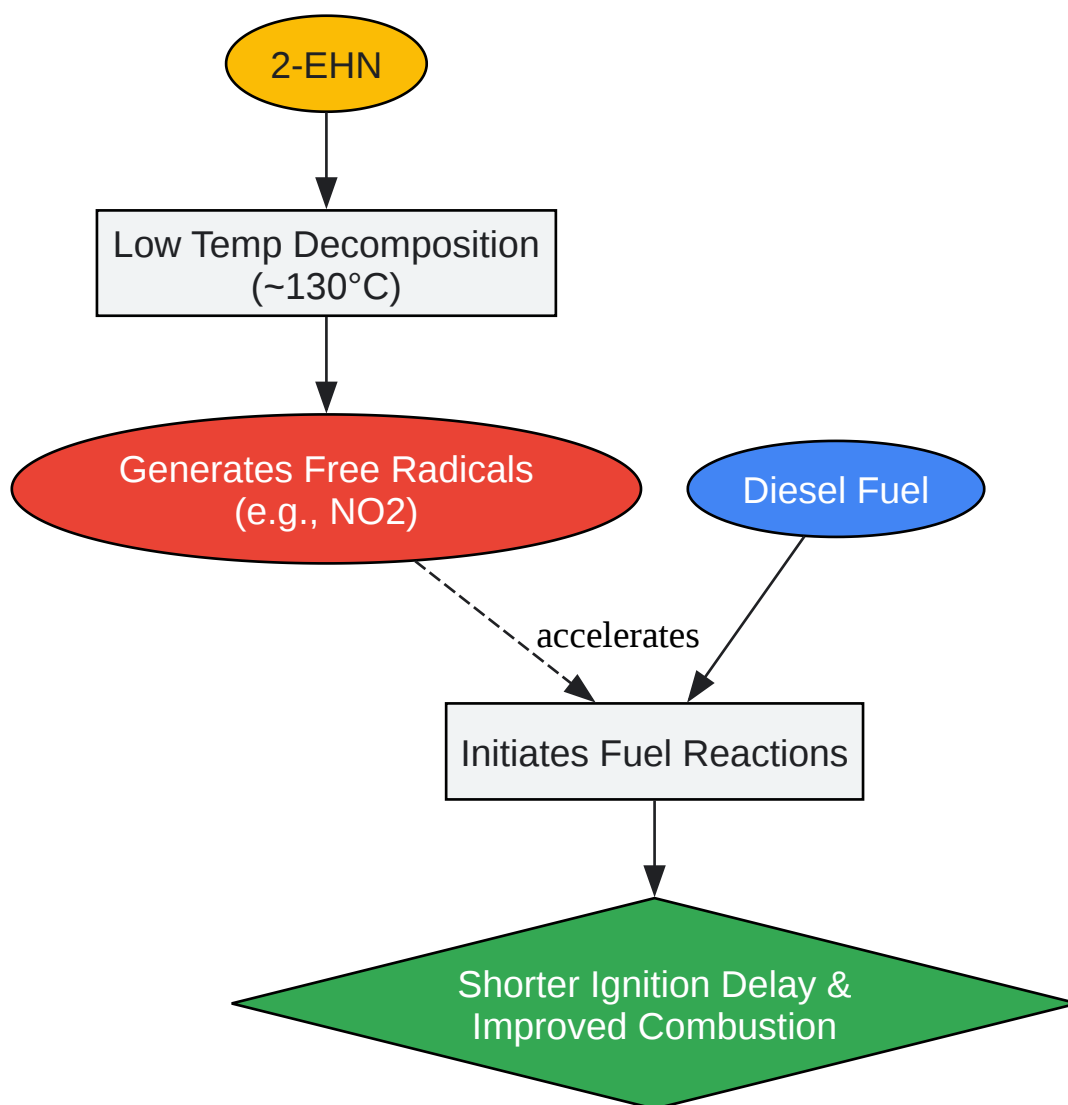 2-EHN
Low Temp Decomposition
(~130°C)
Generates Free Radicals
(e.g., NO2)
Diesel Fuel
accelerates
Initiates Fuel Reactions
Shorter Ignition Delay &
Improved Combustion